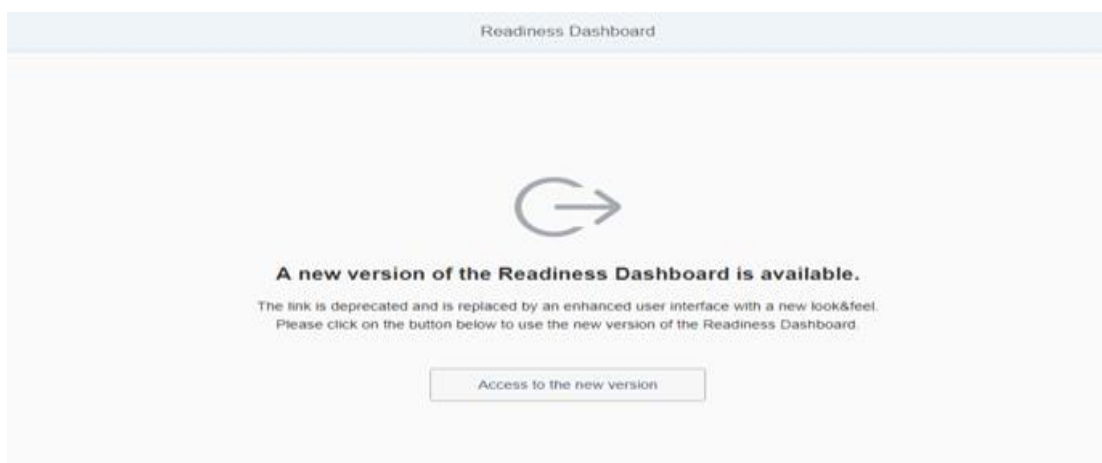 Readiness Dashboard
A new version of the Readiness Dashboard is available.
The link is deprecated and is replaced by an enhanced user interface with a new look&feel.
Please click on the button below to use the new version of the Readiness Dashboard.
Access to the new version